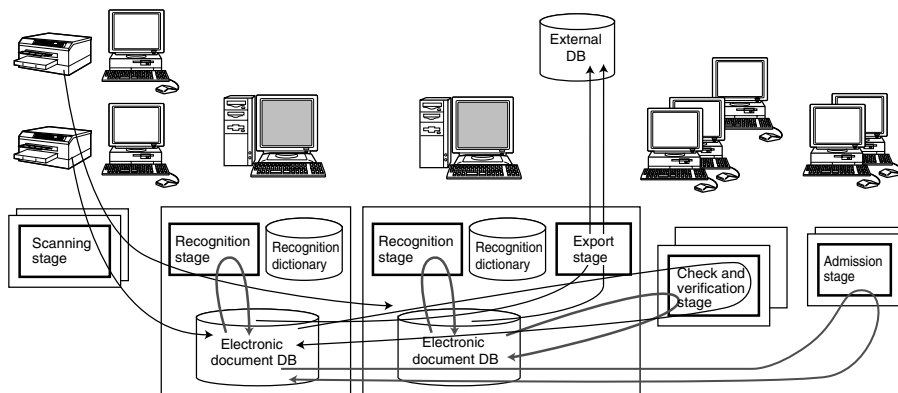 External
DB
Scanning
stage
Recognition
stage
Recognition
dictionary
Recognition
stage
Recognition
dictionary
Export
stage
Check and
verification
stage
Admission
stage
Electronic
document DB
Electronic
document DB